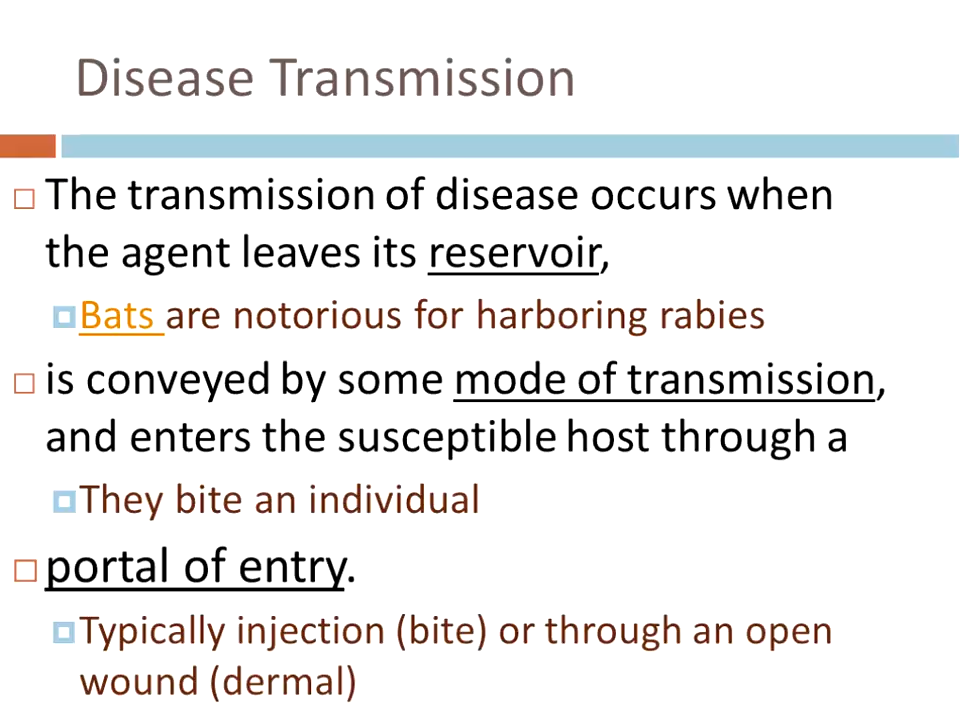 Disease Transmission
The transmission of disease occurs when
the agent leaves its reservoir,
Bats are notorious for harboring rabies
is conveyed by some mode of transmission,
and enters the susceptible host through a
They bite an individual
portal of entry.
Typically injection (bite) or through an open
wound (dermal)